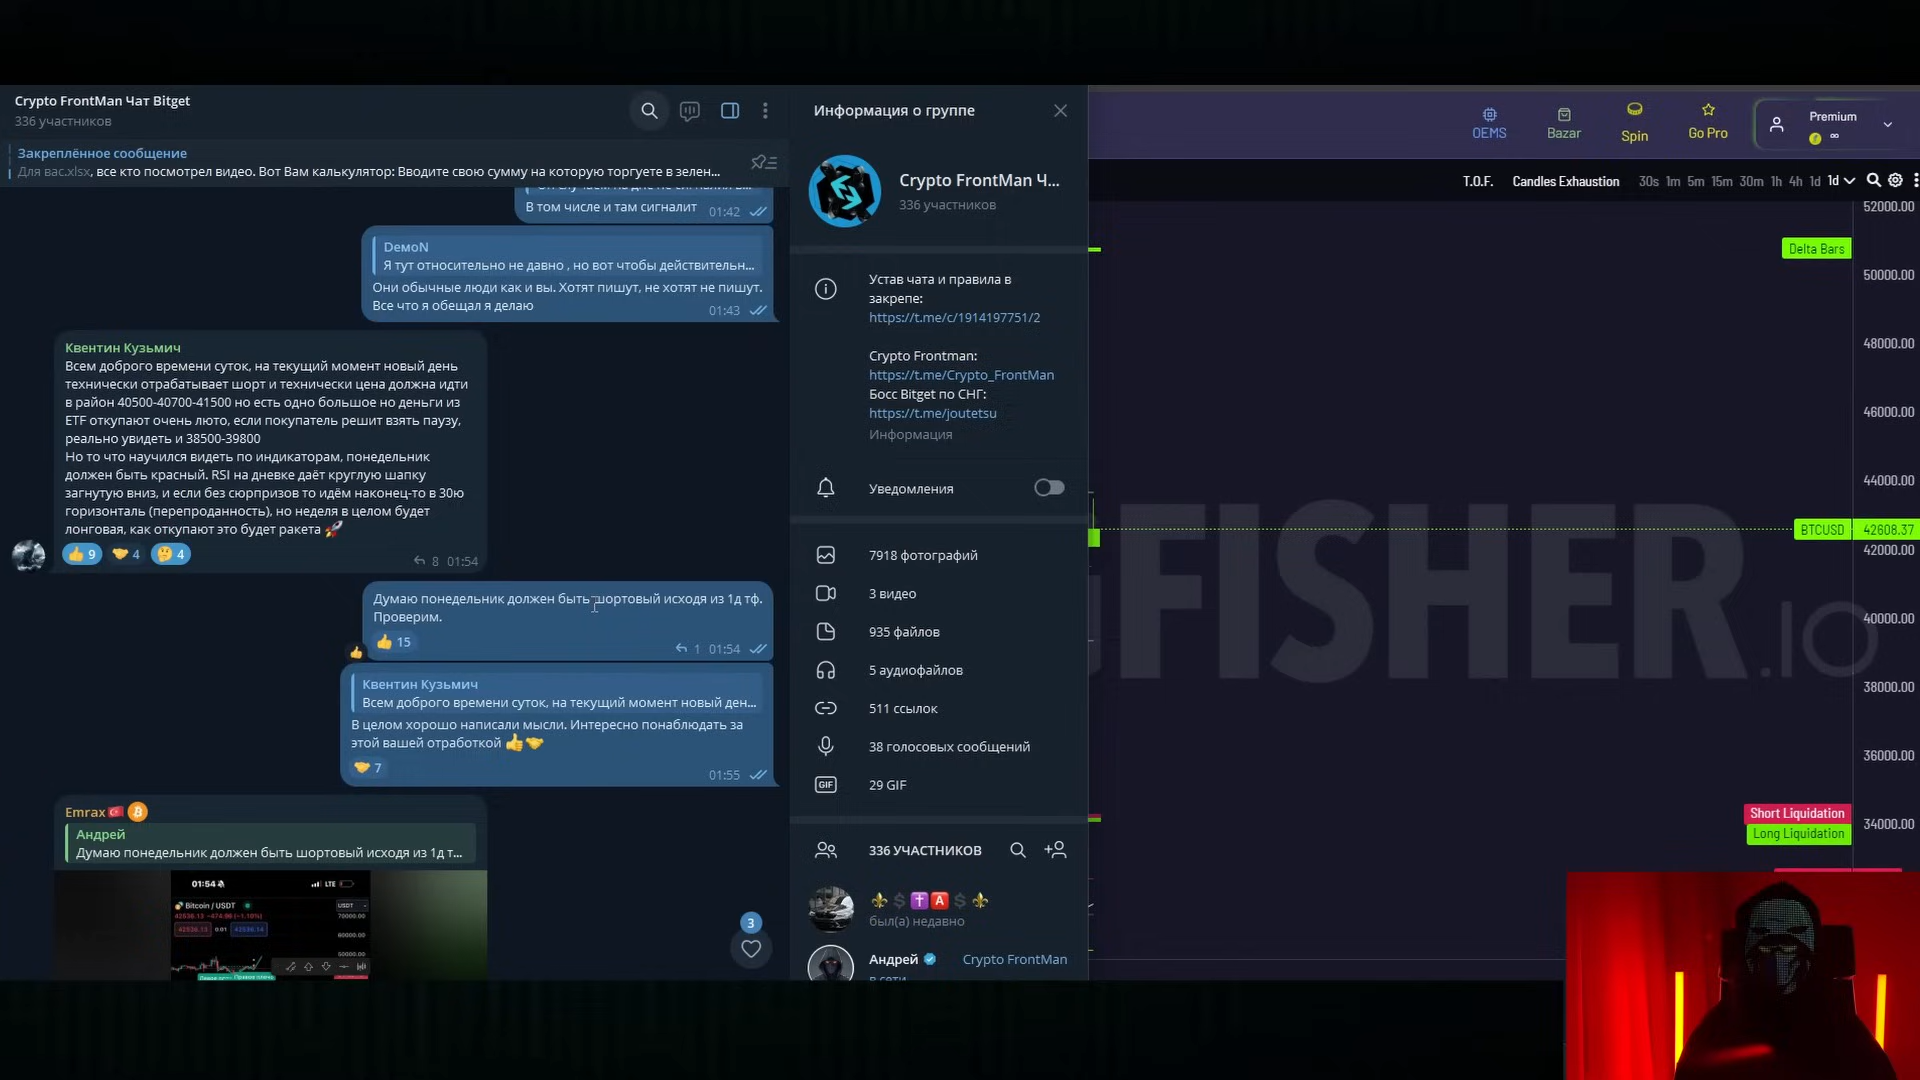 Crypto FrontMan Чат Bitget
336 участников
Закреплённое сообщение
Для вас.xlsx, все кто посмотрел видео. Вот Вам калькулятор: Вводите свою сумму на которую торгуете в зелен...
В том числе и там сигналит 01:42
DemoN
Я тут относительно не давно , но вот чтобы действительн...
Они обычные люди как и вы. Хотят пишут, не хотят не пишут.
Все что я обещал я делаю
01:43
Квентин Кузьмич
Всем доброго времени суток, на текущий момент новый день
технически отрабатывает шорт и технически цена должна идти
в район 40500-40700-41500 но есть одно большое но деньги из
ETF откупают очень люто, если покупатель решит взять паузу,
реально увидеть и 38500-39800
Но то что научился видеть по индикаторам, понедельник
должен быть красный. RSI на дневке даёт круглую шапку
загнутую вниз, и если без сюрпризов то идём наконец-то в 30ю
горизонталь (перепроданность), но неделя в целом будет
лонговая, как откупают это будет ракета 🚀
👍 9 🤝 4 🤔 4
8 01:54
Думаю понедельник должен быть шортовый исходя из 1д тф.
Проверим.
👍 15
1 01:54
Квентин Кузьмич
Всем доброго времени суток, на текущий момент новый ден...
В целом хорошо написали мысли. Интересно понаблюдать за
этой вашей отработкой 👍🤝
🤝 7
01:55
Emrax
Андрей
Думаю понедельник должен быть шортовый исходя из 1д т...
01:54
LTE
Bitcoin / USDT
USDT
3
Информация о группе
Crypto FrontMan Ч...
336 участников
Устав чата и правила в
закрепе:
https://t.me/c/1914197751/2
Crypto Frontman:
https://t.me/Crypto_FrontMan
Босс Bitget по СНГ:
https://t.me/joutetsu
Информация
Уведомления
7918 фотографий
3 видео
935 файлов
5 аудиофайлов
511 ссылок
38 голосовых сообщений
GIF 29 GIF
336 УЧАСТНИКОВ
был(а) недавно
Андрей Crypto FrontMan
OEMS
Bazar
Spin
Go Pro
Premium
∞
T.O.F. Candles Exhaustion 30s 1m 5m 15m 30m 1h 4h 1d 1d
52000.00
Delta Bars
50000.00
48000.00
46000.00
44000.00
BTCUSD 42608.37
42000.00
FISHER.IO
40000.00
38000.00
36000.00
Short Liquidation
34000.00
Long Liquidation